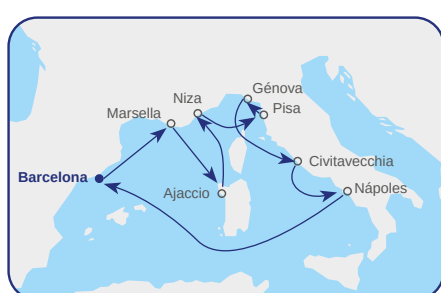 Génova
Niza
Pisa
Marsella
Civitavecchia
Barcelona
Ajaccio
Nápoles